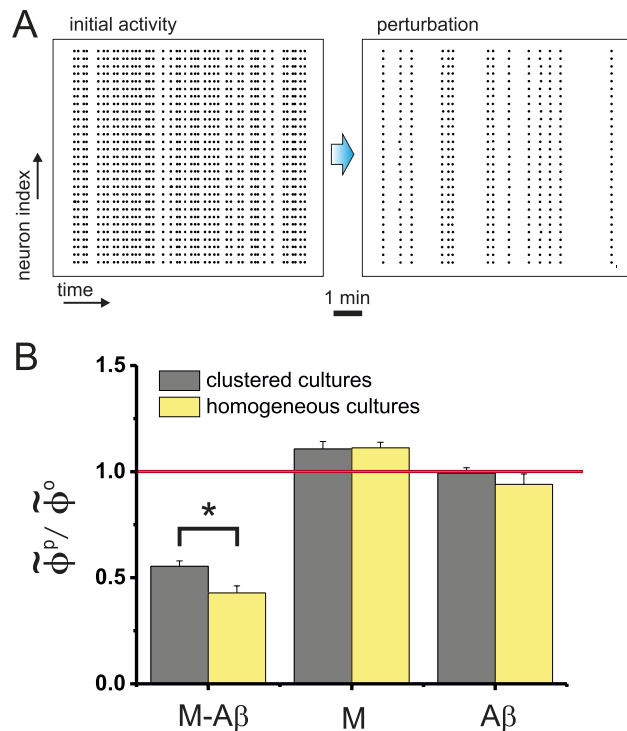 A
initial activity
perturbation
neuron index
time
1 min
B
1.5
clustered cultures
homogeneous cultures
1.0
*
ϕ̃ᵖ/ ϕ̃ᵒ
0.5
0.0
M-Aβ
M
Aβ